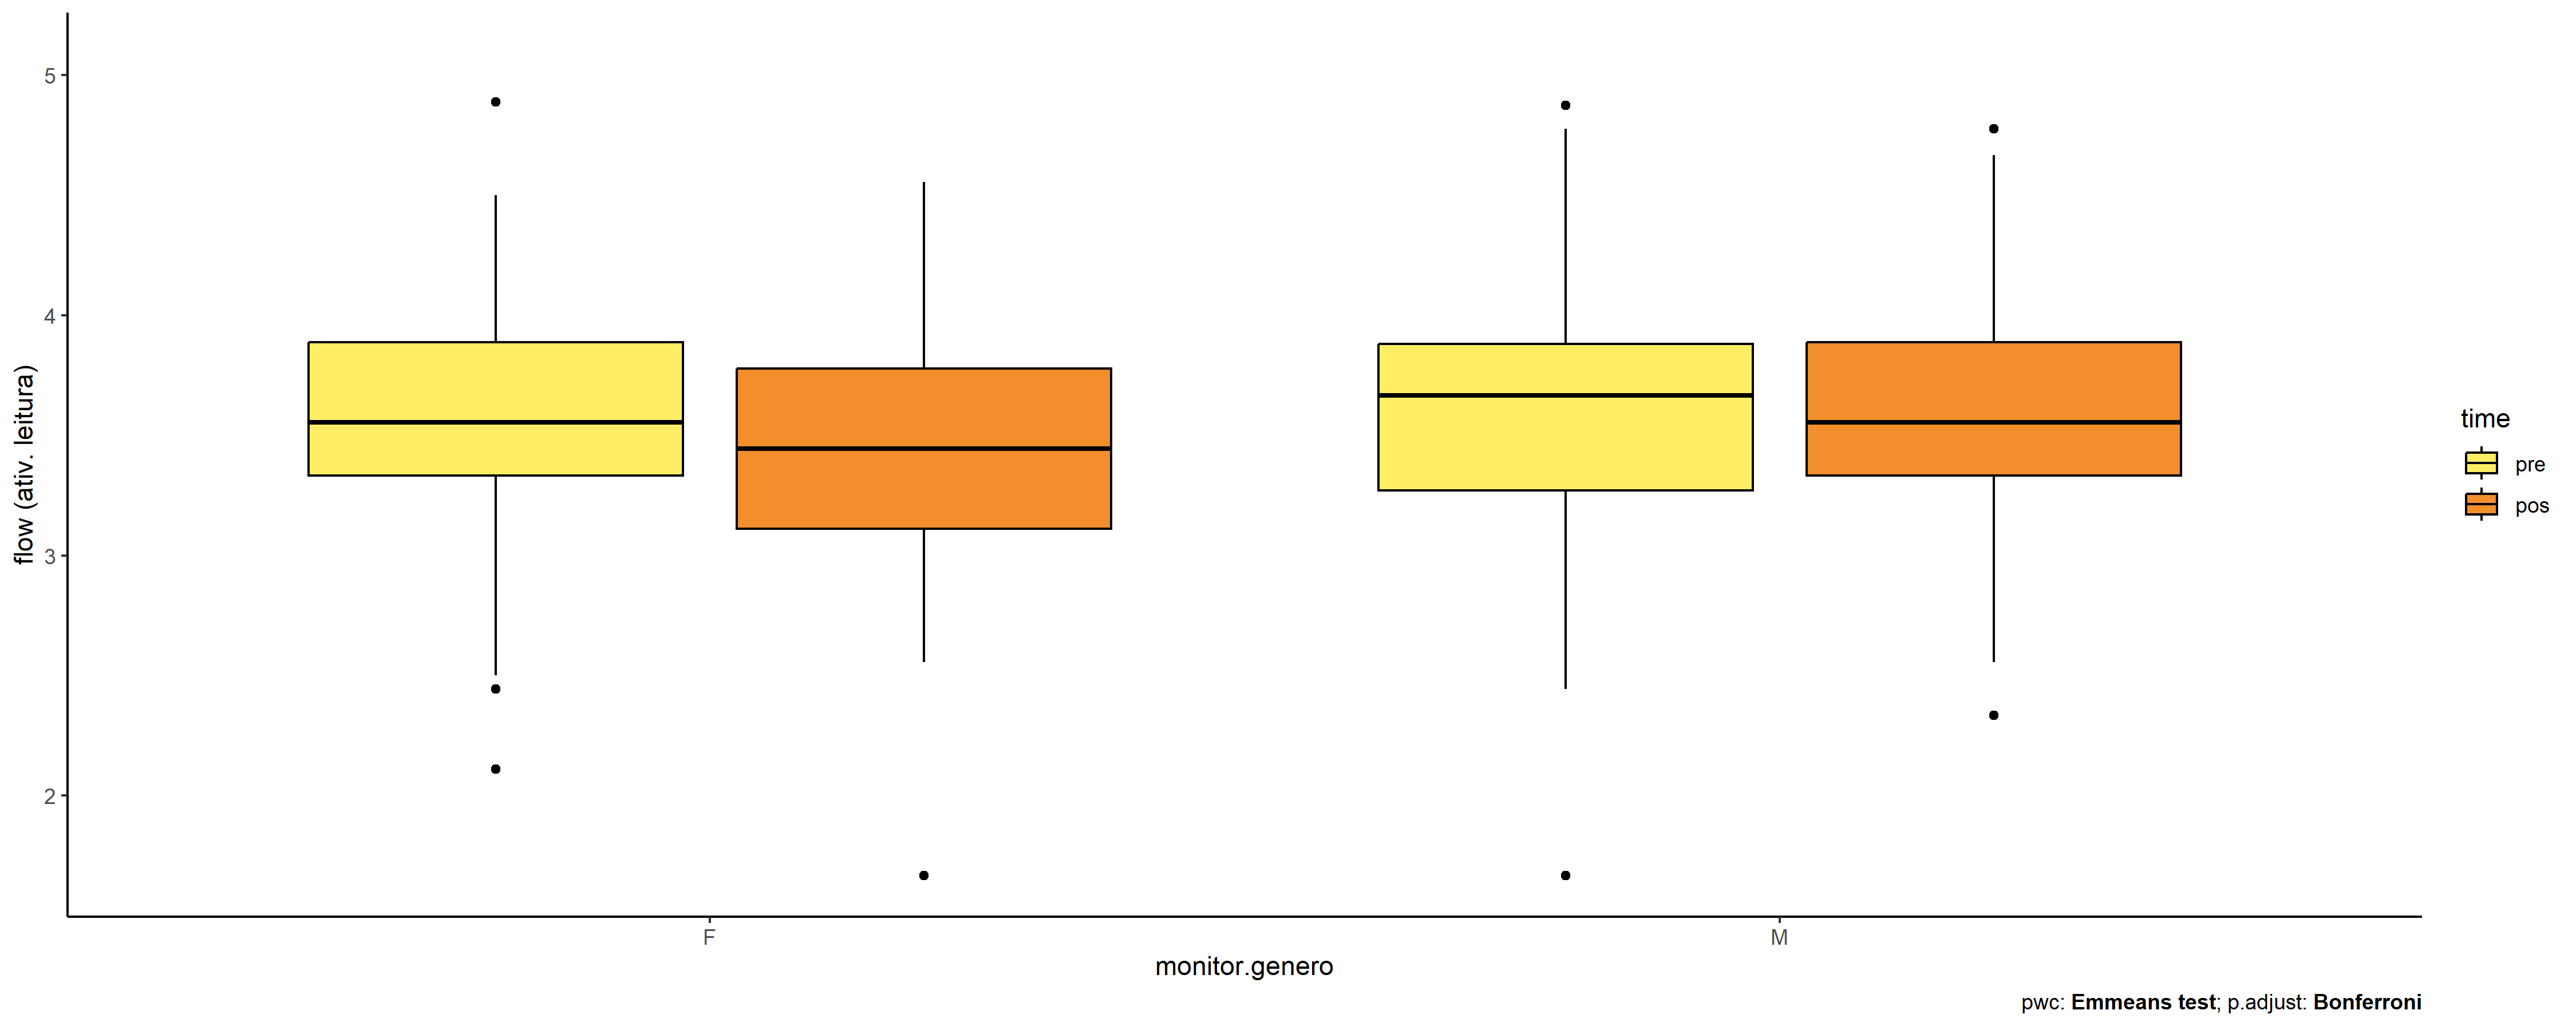 flow (ativ. leitura)
5
4
3
2
F
M
monitor.genero
time
pre
pos
pwc: Emmeans test; p.adjust: Bonferroni